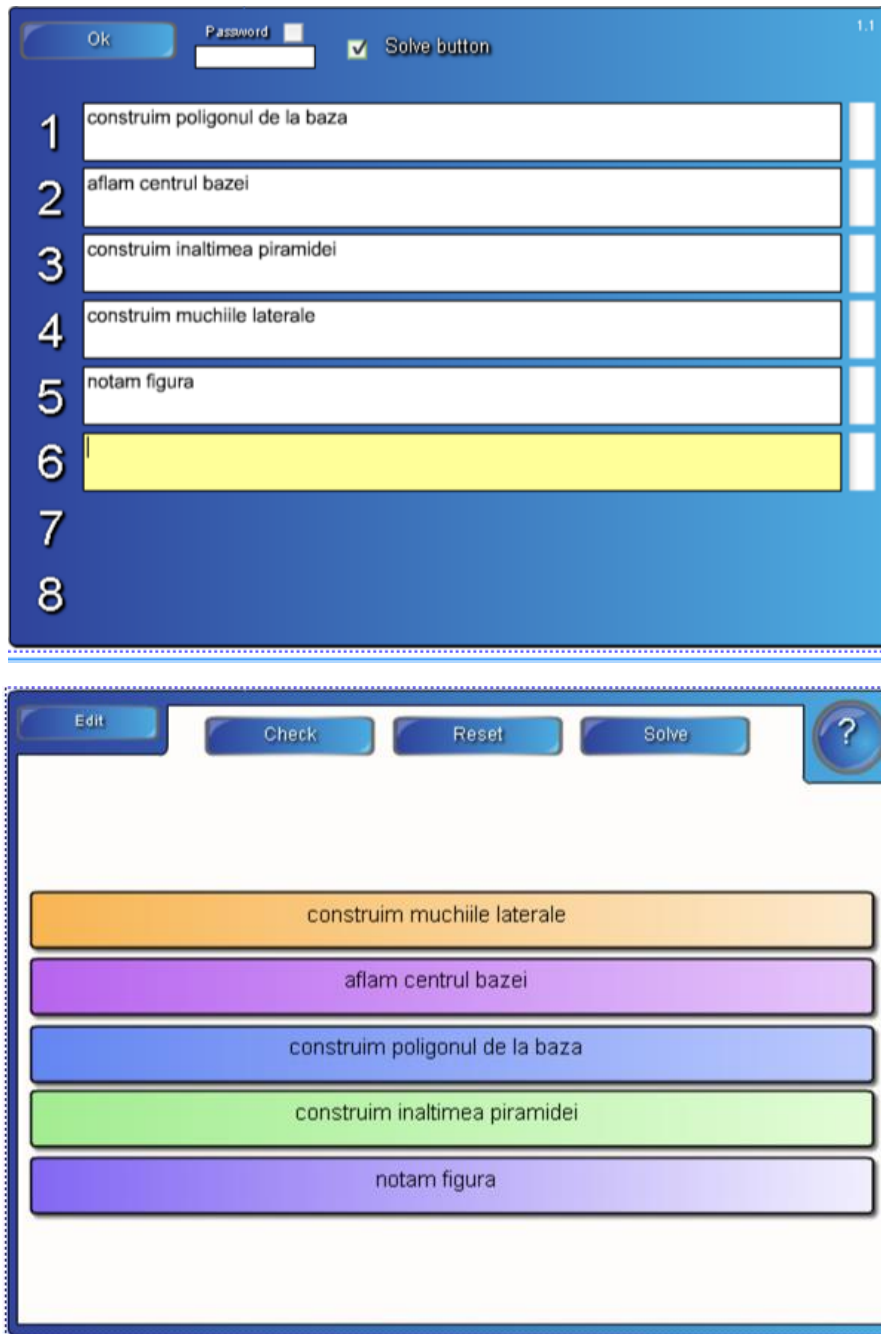 Ok
Password
Solve button
1.1
1 construim poligonul de la baza
2 aflam centrul bazei
3 construim inaltimea piramidei
4 construim muchiile laterale
5 notam figura
6
7
8
Edit
Check
Reset
Solve
?
construim muchiile laterale
aflam centrul bazei
construim poligonul de la baza
construim inaltimea piramidei
notam figura